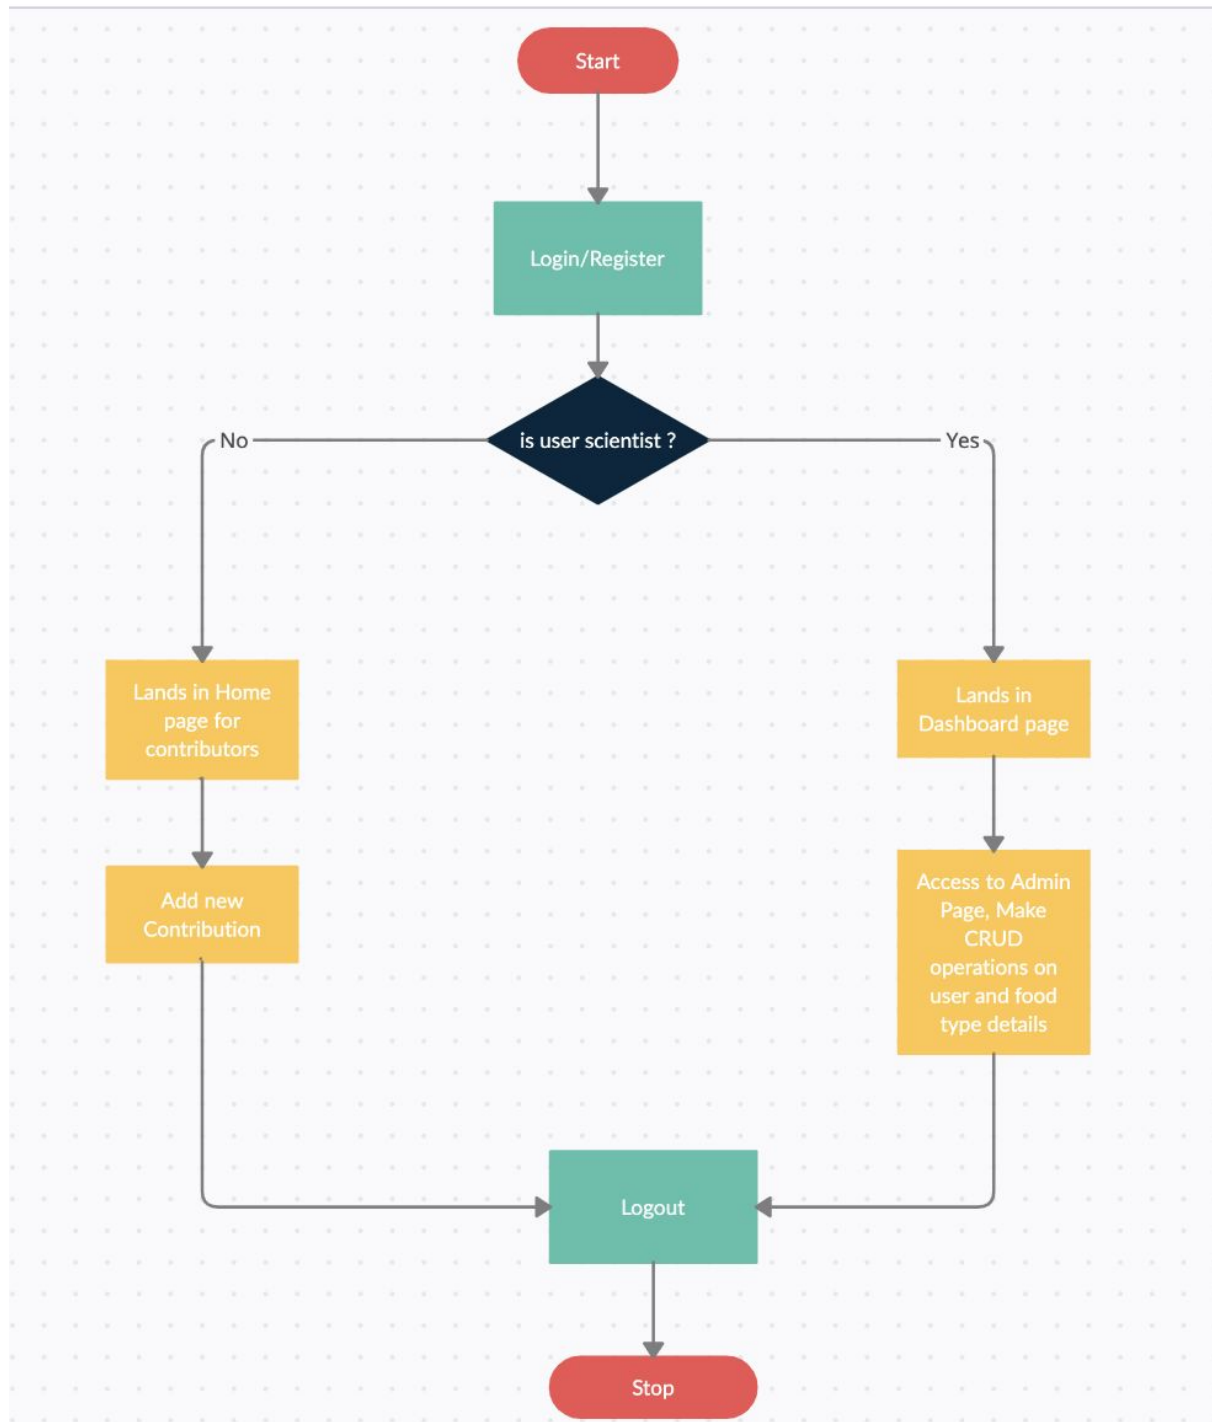 Start
Login/Register
is user scientist ?
No
Yes
Lands in Home
page for
contributors
Lands in
Dashboard page
Add new
Contribution
Access to Admin
Page, Make
CRUD
operations on
user and food
type details
Logout
Stop